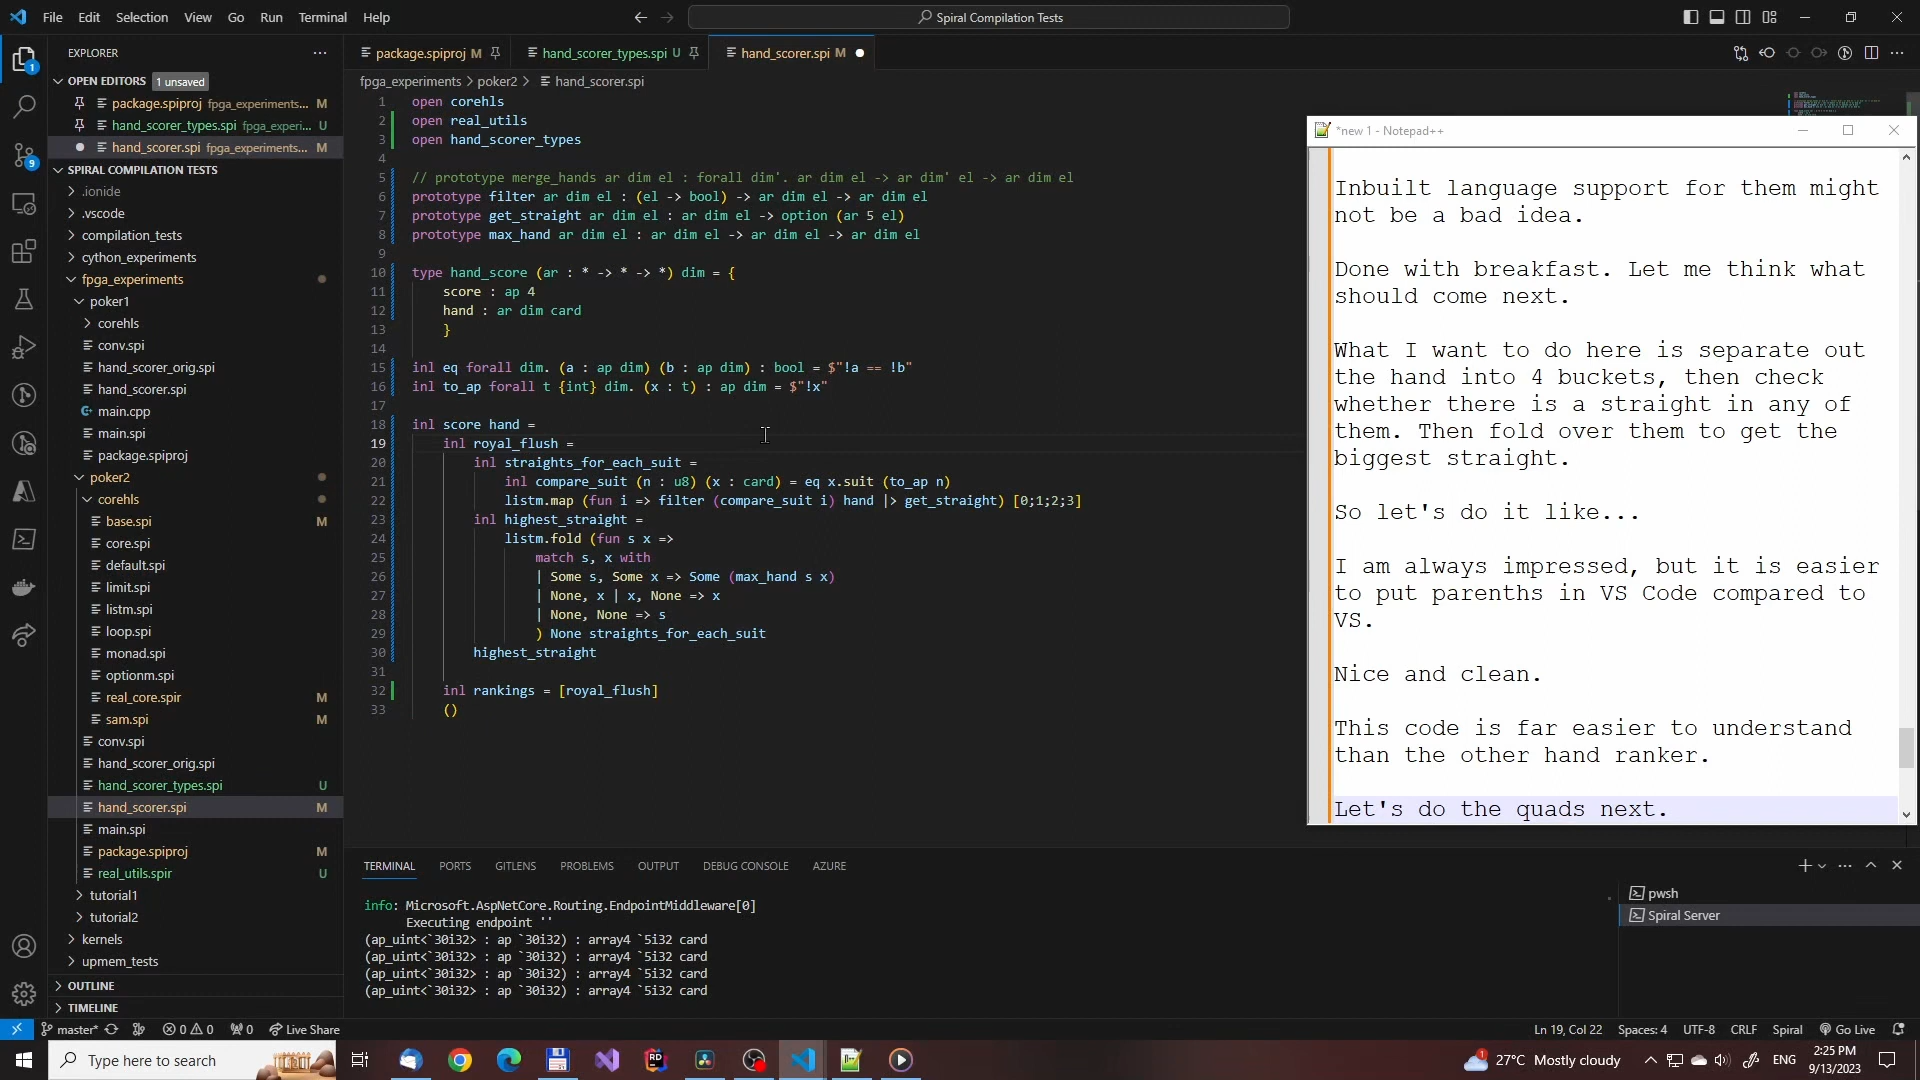 File Edit Selection View Go Run Terminal Help
Spiral Compilation Tests
EXPLORER
OPEN EDITORS 1 unsaved
package.spiproj fpga_experiments... M
hand_scorer_types.spi fpga_experi... U
hand_scorer.spi fpga_experiments... M
SPIRAL COMPILATION TESTS
.ionide
.vscode
compilation_tests
cython_experiments
fpga_experiments
poker1
corehls
conv.spi
hand_scorer_orig.spi
hand_scorer.spi
main.cpp
main.spi
package.spiproj
poker2
corehls
base.spi M
core.spi
default.spi
limit.spi
listm.spi
loop.spi
monad.spi
optionm.spi
real_core.spir M
sam.spi M
conv.spi
hand_scorer_orig.spi
hand_scorer_types.spi U
hand_scorer.spi M
main.spi
package.spiproj M
real_utils.spir U
tutorial1
tutorial2
kernels
upmem_tests
OUTLINE
TIMELINE
1
9
package.spiproj M
hand_scorer_types.spi U
hand_scorer.spi M
fpga_experiments > poker2 > hand_scorer.spi
1 open corehls
2 open real_utils
3 open hand_scorer_types
4
5 // prototype merge_hands ar dim el : forall dim'. ar dim el -> ar dim' el -> ar dim el
6 prototype filter ar dim el : (el -> bool) -> ar dim el -> ar dim el
7 prototype get_straight ar dim el : ar dim el -> option (ar 5 el)
8 prototype max_hand ar dim el : ar dim el -> ar dim el -> ar dim el
9
10 type hand_score (ar : * -> * -> *) dim = {
11 score : ap 4
12 hand : ar dim card
13 }
14
15 inl eq forall dim. (a : ap dim) (b : ap dim) : bool = $"!a == !b"
16 inl to_ap forall t {int} dim. (x : t) : ap dim = $"!x"
17
18 inl score hand =
19 inl royal_flush =
20 inl straights_for_each_suit =
21 inl compare_suit (n : u8) (x : card) = eq x.suit (to_ap n)
22 listm.map (fun i => filter (compare_suit i) hand |> get_straight) [0;1;2;3]
23 inl highest_straight =
24 listm.fold (fun s x =>
25 match s, x with
26 | Some s, Some x => Some (max_hand s x)
27 | None, x | x, None => x
28 | None, None => s
29 ) None straights_for_each_suit
30 highest_straight
31
32 inl rankings = [royal_flush]
33 ()
*new 1 - Notepad++
Inbuilt language support for them might
not be a bad idea.
Done with breakfast. Let me think what
should come next.
What I want to do here is separate out
the hand into 4 buckets, then check
whether there is a straight in any of
them. Then fold over them to get the
biggest straight.
So let's do it like...
I am always impressed, but it is easier
to put parenths in VS Code compared to
VS.
Nice and clean.
This code is far easier to understand
than the other hand ranker.
Let's do the quads next.
TERMINAL PORTS GITLENS PROBLEMS OUTPUT DEBUG CONSOLE AZURE
info: Microsoft.AspNetCore.Routing.EndpointMiddleware[0]
Executing endpoint ''
(ap_uint<`30i32> : ap `30i32) : array4 `5i32 card
(ap_uint<`30i32> : ap `30i32) : array4 `5i32 card
(ap_uint<`30i32> : ap `30i32) : array4 `5i32 card
(ap_uint<`30i32> : ap `30i32) : array4 `5i32 card
pwsh
Spiral Server
master* 0 0 0 Live Share
Ln 19, Col 22 Spaces: 4 UTF-8 CRLF Spiral Go Live
Type here to search
27°C Mostly cloudy ENG
2:25 PM
9/13/2023